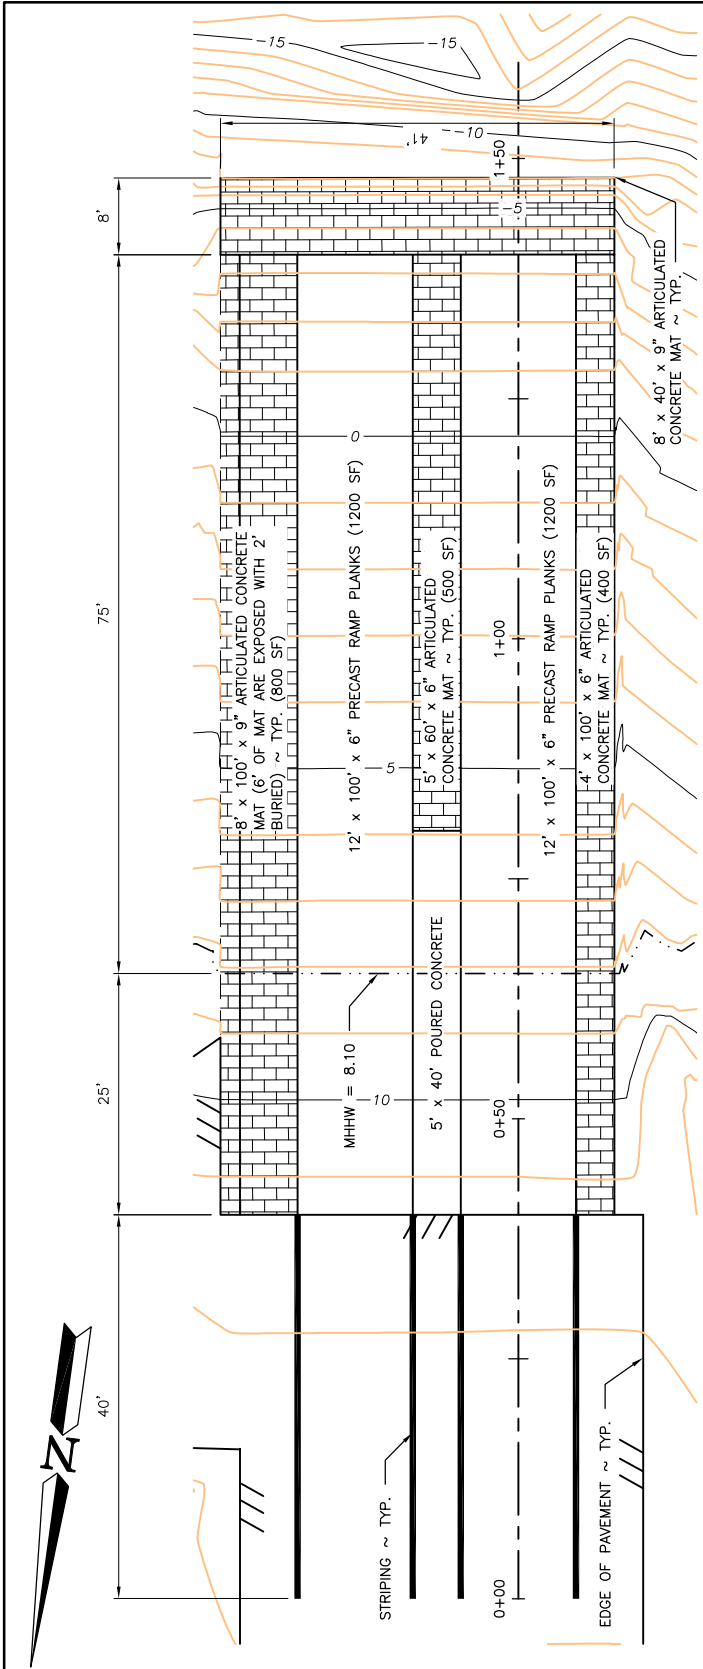 -15
-15
-10
41'
1+50
8'
-5
8' x 40' x 9" ARTICULATED
CONCRETE MAT ~ TYP.
0
75'
8' x 100' x 9" ARTICULATED CONCRETE
MAT (6' OF MAT ARE EXPOSED WITH 2'
BURIED) ~ TYP. (800 SF)
12' x 100' x 6" PRECAST RAMP PLANKS (1200 SF)
5' x 60' x 6" ARTICULATED
CONCRETE MAT ~ TYP. (500 SF)
1+00
12' x 100' x 6" PRECAST RAMP PLANKS (1200 SF)
4' x 100' x 6" ARTICULATED
CONCRETE MAT ~ TYP. (400 SF)
5
25'
MHHW = 8.10
10
5' x 40' POURED CONCRETE
0+50
40'
N
STRIPING ~ TYP.
0+00
EDGE OF PAVEMENT ~ TYP.